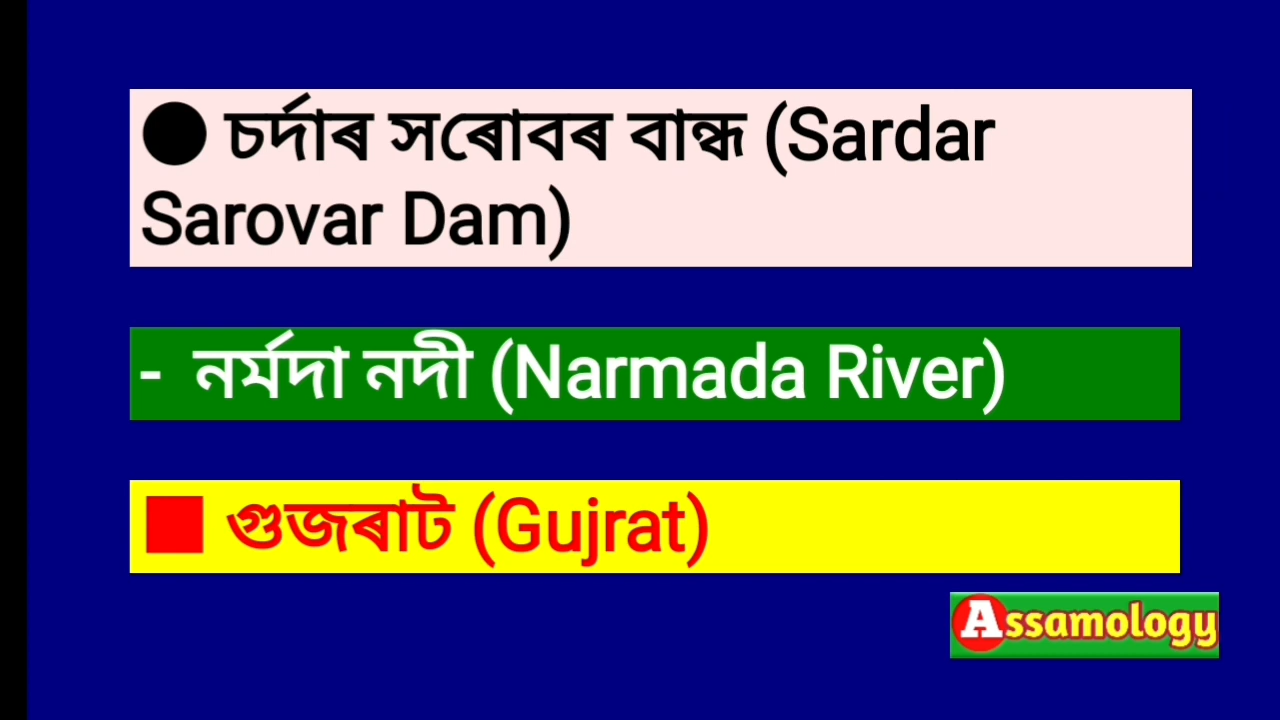 ● চৰ্দাৰ সৰোবৰ বান্ধ (Sardar
Sarovar Dam)
- নৰ্মদা নদী (Narmada River)
■ গুজৰাট (Gujrat)
Assamology